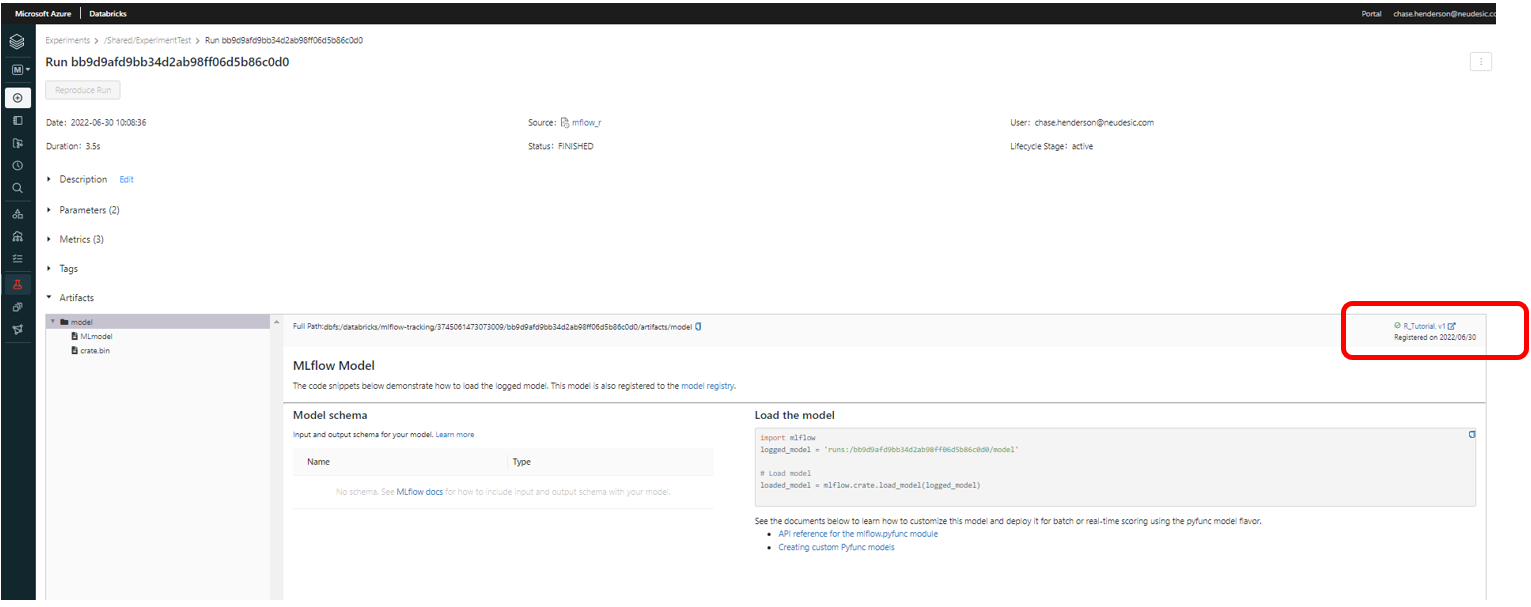 Microsoft Azure | Databricks Portal chase.henderson@neudesic.co
Experiments > /Shared/ExperimentTest > Run bb9d9afd9bb34d2ab98ff06d5b86c0d0
Run bb9d9afd9bb34d2ab98ff06d5b86c0d0
Reproduce Run
Date: 2022-06-30 10:08:36 Source: mflow_r User: chase.henderson@neudesic.com
Duration: 3.5s Status: FINISHED Lifecycle Stage: active
Description Edit
Parameters (2)
Metrics (3)
Tags
Artifacts
model
MLmodel
crate.bin
Full Path:dbfs:/databricks/mlflow-tracking/3745061473073009/bb9d9afd9bb34d2ab98ff06d5b86c0d0/artifacts/model
R_Tutorial, v1
Registered on 2022/06/30
MLflow Model
The code snippets below demonstrate how to load the logged model. This model is also registered to the model registry.
Model schema
Input and output schema for your model. Learn more
Name Type
No schema. See MLflow docs for how to include input and output schema with your model.
Load the model
import mlflow
logged_model = 'runs:/bb9d9afd9bb34d2ab98ff06d5b86c0d0/model'
# Load model
loaded_model = mlflow.crate.load_model(logged_model)
See the documents below to learn how to customize this model and deploy it for batch or real-time scoring using the pyfunc model flavor.
API reference for the mlflow.pyfunc module
Creating custom Pyfunc models